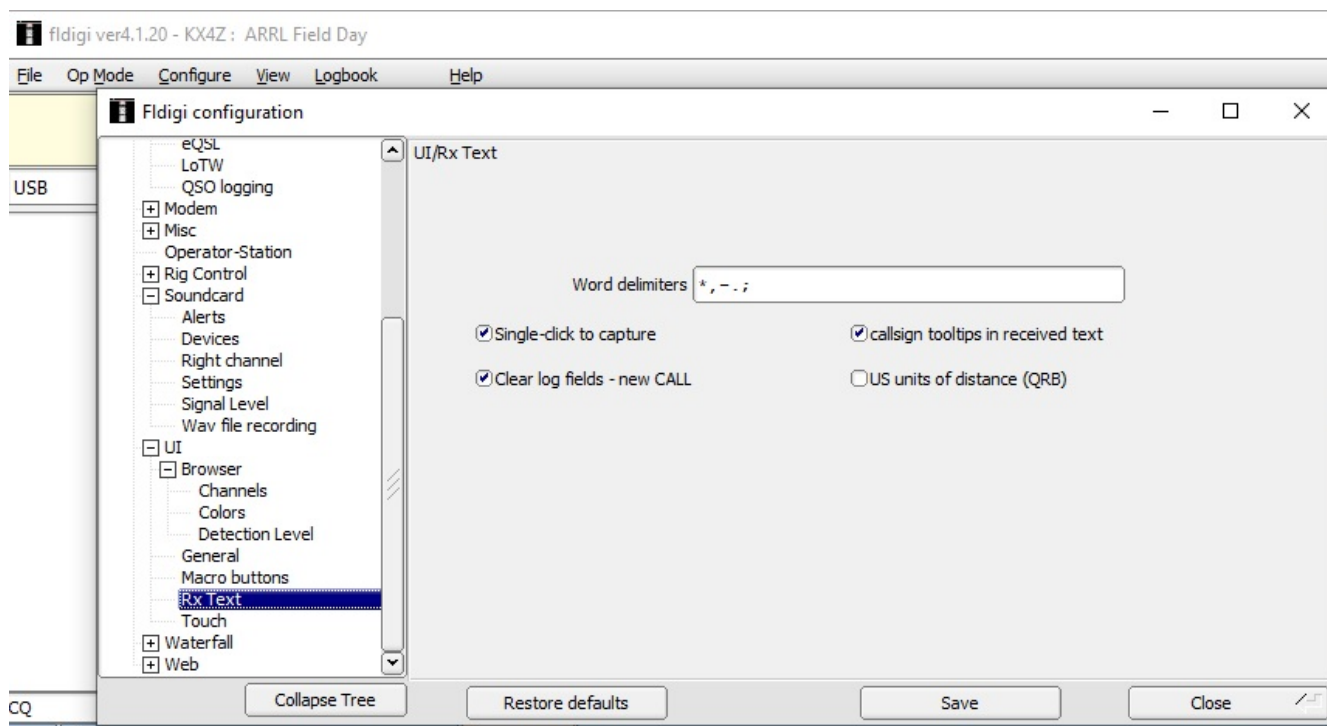 fldigi ver4.1.20 - KX4Z : ARRL Field Day
File Op Mode Configure View Logbook Help
Fldigi configuration
USB
CQ
eQSL
LoTW
QSO logging
Modem
Misc
Operator-Station
Rig Control
Soundcard
Alerts
Devices
Right channel
Settings
Signal Level
Wav file recording
UI
Browser
Channels
Colors
Detection Level
General
Macro buttons
Rx Text
Touch
Waterfall
Web
Collapse Tree
UI/Rx Text
Word delimiters *,-.;
Single-click to capture callsign tooltips in received text
Clear log fields - new CALL US units of distance (QRB)
Restore defaults Save Close